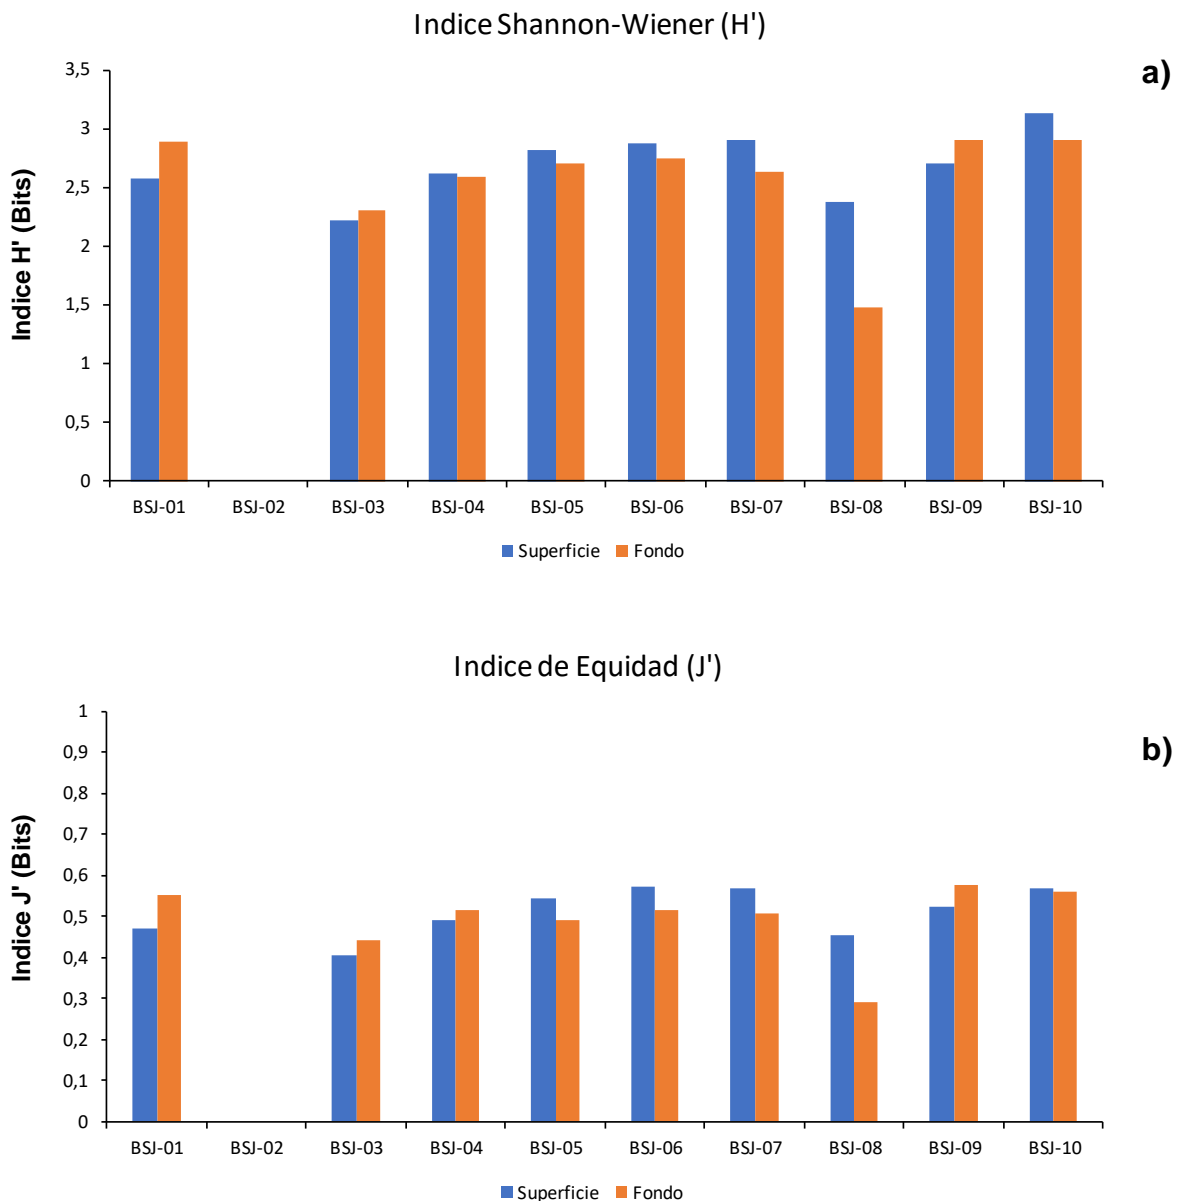 Indice Shannon-Wiener (H')
a)
Indice H' (Bits)
3,5
3
2,5
2
1,5
1
0,5
0
BSJ-01 BSJ-02 BSJ-03 BSJ-04 BSJ-05 BSJ-06 BSJ-07 BSJ-08 BSJ-09 BSJ-10
Superficie Fondo
Indice de Equidad (J')
b)
Indice J' (Bits)
1
0,9
0,8
0,7
0,6
0,5
0,4
0,3
0,2
0,1
0
BSJ-01 BSJ-02 BSJ-03 BSJ-04 BSJ-05 BSJ-06 BSJ-07 BSJ-08 BSJ-09 BSJ-10
Superficie Fondo